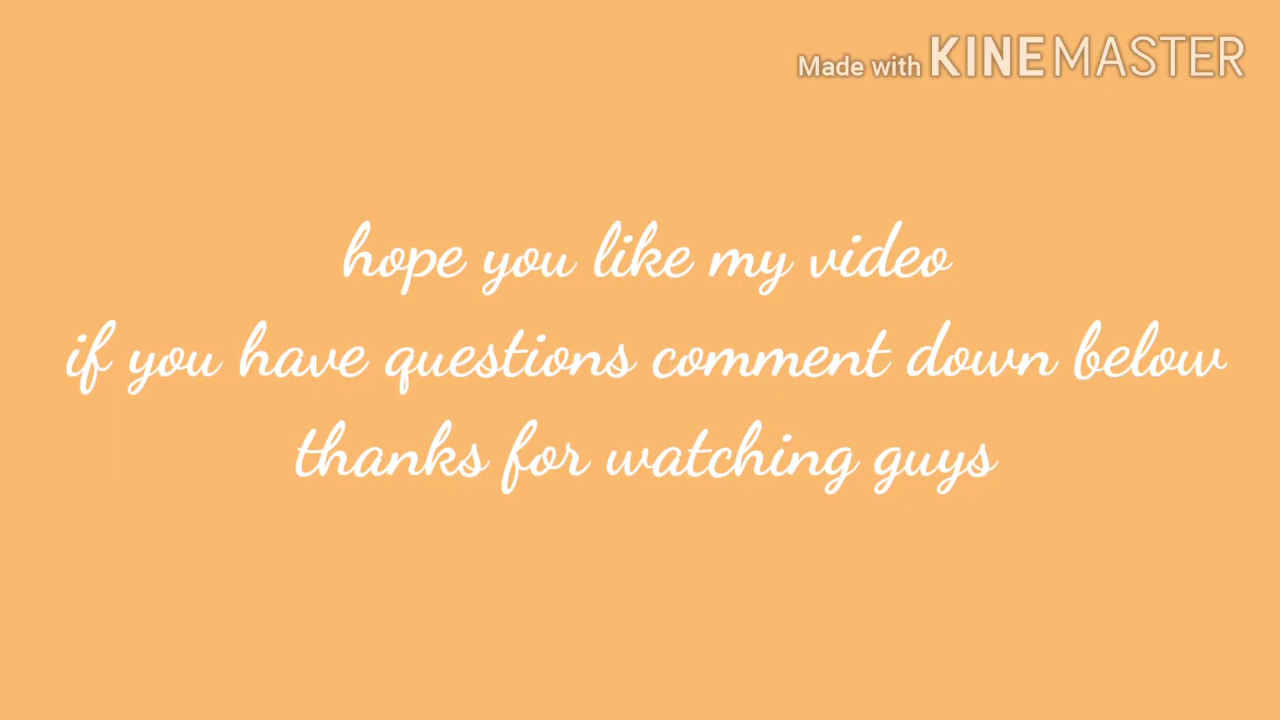 Made with KINEMASTER
hope you like my video
if you have questions comment down below
thanks for watching guys